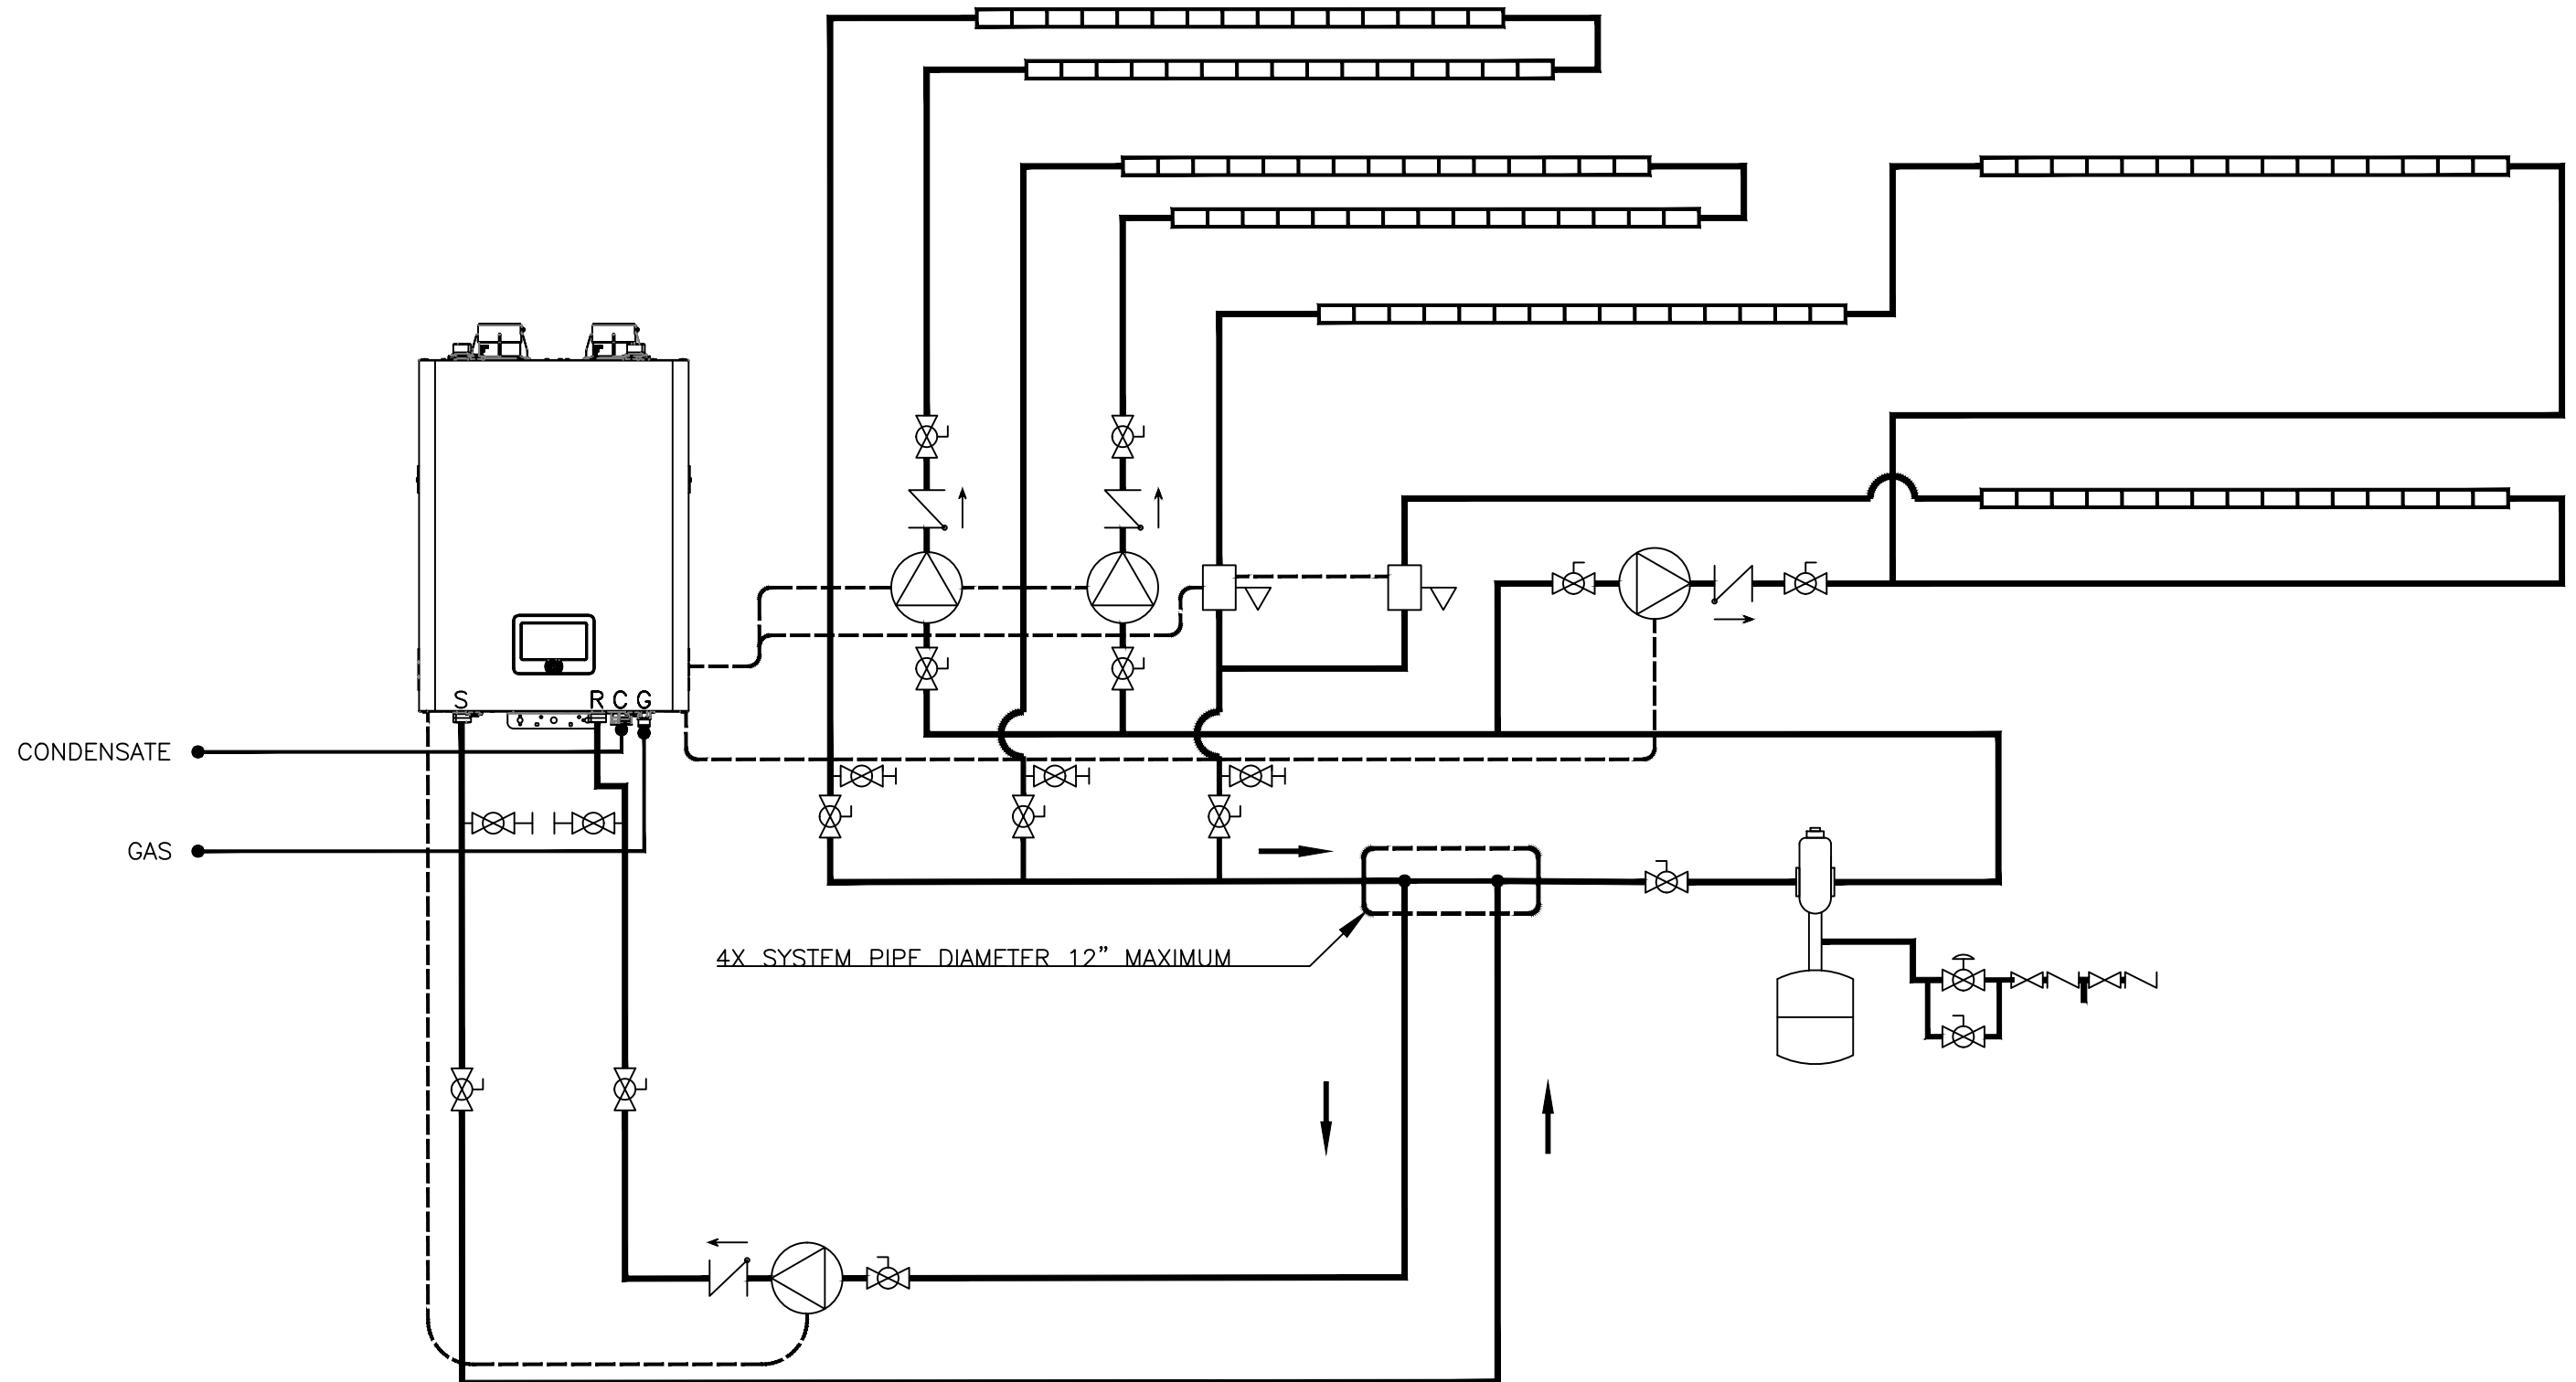 S R C G
CONDENSATE
GAS
4X SYSTEM PIPE DIAMETER 12” MAXIMUM